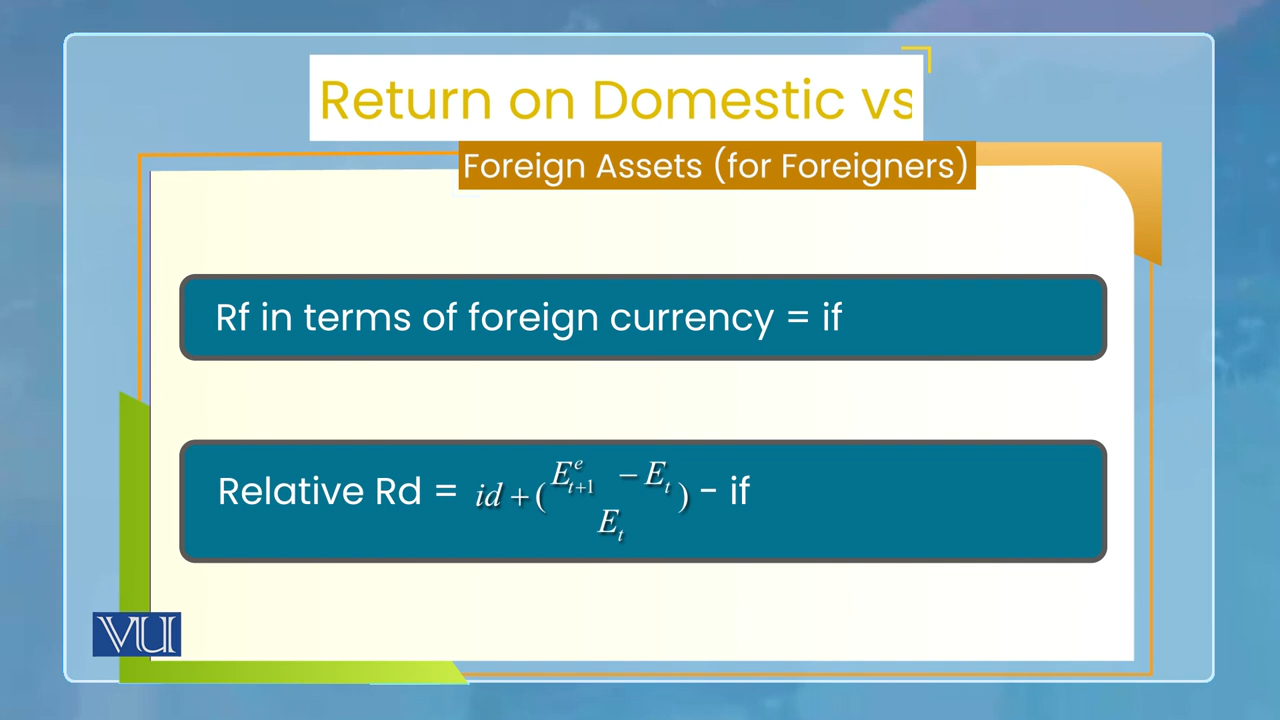 Return on Domestic vs
Foreign Assets (for Foreigners)
Rf in terms of foreign currency = if
Relative Rd = id + (E^e_{t+1} − E_t / E_t) - if
VU